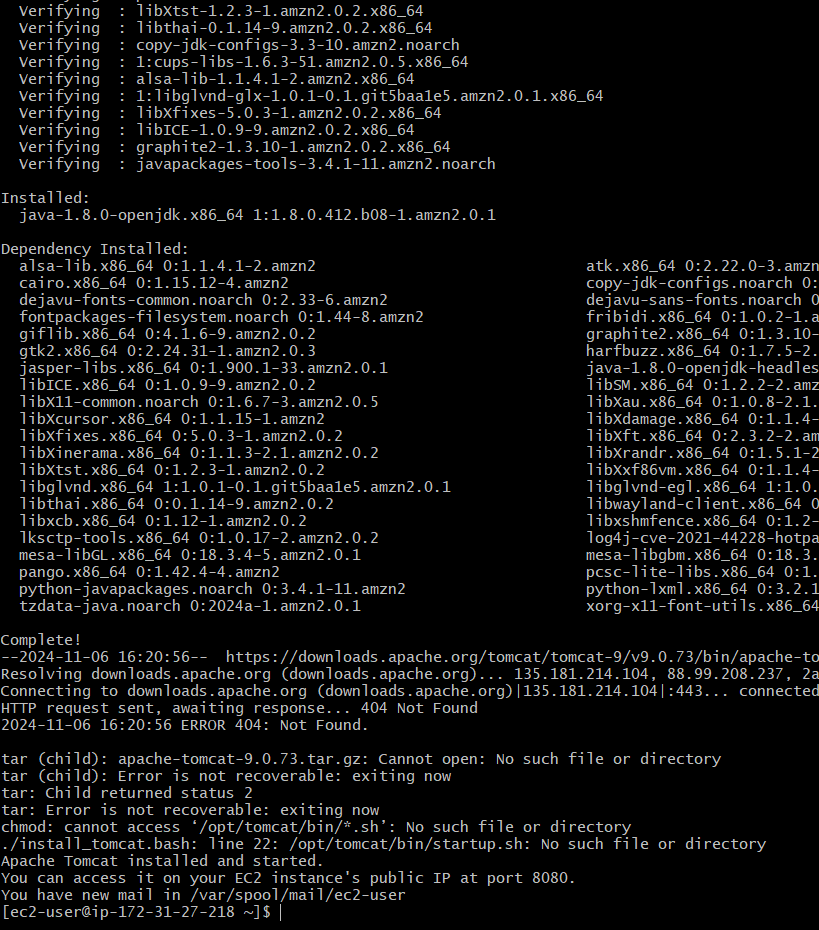 Verifying  : libXtst-1.2.3-1.amzn2.0.2.x86_64
Verifying  : libthai-0.1.14-9.amzn2.0.2.x86_64
Verifying  : copy-jdk-configs-3.3-10.amzn2.noarch
Verifying  : 1:cups-libs-1.6.3-51.amzn2.0.5.x86_64
Verifying  : alsa-lib-1.1.4.1-2.amzn2.x86_64
Verifying  : 1:libglvnd-glx-1.0.1-0.1.git5baa1e5.amzn2.0.1.x86_64
Verifying  : libXfixes-5.0.3-1.amzn2.0.2.x86_64
Verifying  : libICE-1.0.9-9.amzn2.0.2.x86_64
Verifying  : graphite2-1.3.10-1.amzn2.0.2.x86_64
Verifying  : javapackages-tools-3.4.1-11.amzn2.noarch
Installed:
java-1.8.0-openjdk.x86_64 1:1.8.0.412.b08-1.amzn2.0.1
Dependency Installed:
alsa-lib.x86_64 0:1.1.4.1-2.amzn2 atk.x86_64 0:2.22.0-3.amzn
cairo.x86_64 0:1.15.12-4.amzn2 copy-jdk-configs.noarch 0:
dejavu-fonts-common.noarch 0:2.33-6.amzn2 dejavu-sans-fonts.noarch 0
fontpackages-filesystem.noarch 0:1.44-8.amzn2 fribidi.x86_64 0:1.0.2-1.a
giflib.x86_64 0:4.1.6-9.amzn2.0.2 graphite2.x86_64 0:1.3.10-
gtk2.x86_64 0:2.24.31-1.amzn2.0.3 harfbuzz.x86_64 0:1.7.5-2.
jasper-libs.x86_64 0:1.900.1-33.amzn2.0.1 java-1.8.0-openjdk-headles
libICE.x86_64 0:1.0.9-9.amzn2.0.2 libSM.x86_64 0:1.2.2-2.amz
libX11-common.noarch 0:1.6.7-3.amzn2.0.5 libXau.x86_64 0:1.0.8-2.1.
libXcursor.x86_64 0:1.1.15-1.amzn2 libXdamage.x86_64 0:1.1.4-
libXfixes.x86_64 0:5.0.3-1.amzn2.0.2 libXft.x86_64 0:2.3.2-2.am
libXinerama.x86_64 0:1.1.3-2.1.amzn2.0.2 libXrandr.x86_64 0:1.5.1-2
libXtst.x86_64 0:1.2.3-1.amzn2.0.2 libXxf86vm.x86_64 0:1.1.4-
libglvnd.x86_64 1:1.0.1-0.1.git5baa1e5.amzn2.0.1 libglvnd-egl.x86_64 1:1.0.
libthai.x86_64 0:0.1.14-9.amzn2.0.2 libwayland-client.x86_64 0
libxcb.x86_64 0:1.12-1.amzn2.0.2 libxshmfence.x86_64 0:1.2-
lksctp-tools.x86_64 0:1.0.17-2.amzn2.0.2 log4j-cve-2021-44228-hotpa
mesa-libGL.x86_64 0:18.3.4-5.amzn2.0.1 mesa-libgbm.x86_64 0:18.3.
pango.x86_64 0:1.42.4-4.amzn2 pcsc-lite-libs.x86_64 0:1.
python-javapackages.noarch 0:3.4.1-11.amzn2 python-lxml.x86_64 0:3.2.1
tzdata-java.noarch 0:2024a-1.amzn2.0.1 xorg-x11-font-utils.x86_64
Complete!
--2024-11-06 16:20:56--  https://downloads.apache.org/tomcat/tomcat-9/v9.0.73/bin/apache-to
Resolving downloads.apache.org (downloads.apache.org)... 135.181.214.104, 88.99.208.237, 2a
Connecting to downloads.apache.org (downloads.apache.org)|135.181.214.104|:443... connected
HTTP request sent, awaiting response... 404 Not Found
2024-11-06 16:20:56 ERROR 404: Not Found.
tar (child): apache-tomcat-9.0.73.tar.gz: Cannot open: No such file or directory
tar (child): Error is not recoverable: exiting now
tar: Child returned status 2
tar: Error is not recoverable: exiting now
chmod: cannot access ‘/opt/tomcat/bin/*.sh’: No such file or directory
./install_tomcat.bash: line 22: /opt/tomcat/bin/startup.sh: No such file or directory
Apache Tomcat installed and started.
You can access it on your EC2 instance's public IP at port 8080.
You have new mail in /var/spool/mail/ec2-user
[ec2-user@ip-172-31-27-218 ~]$